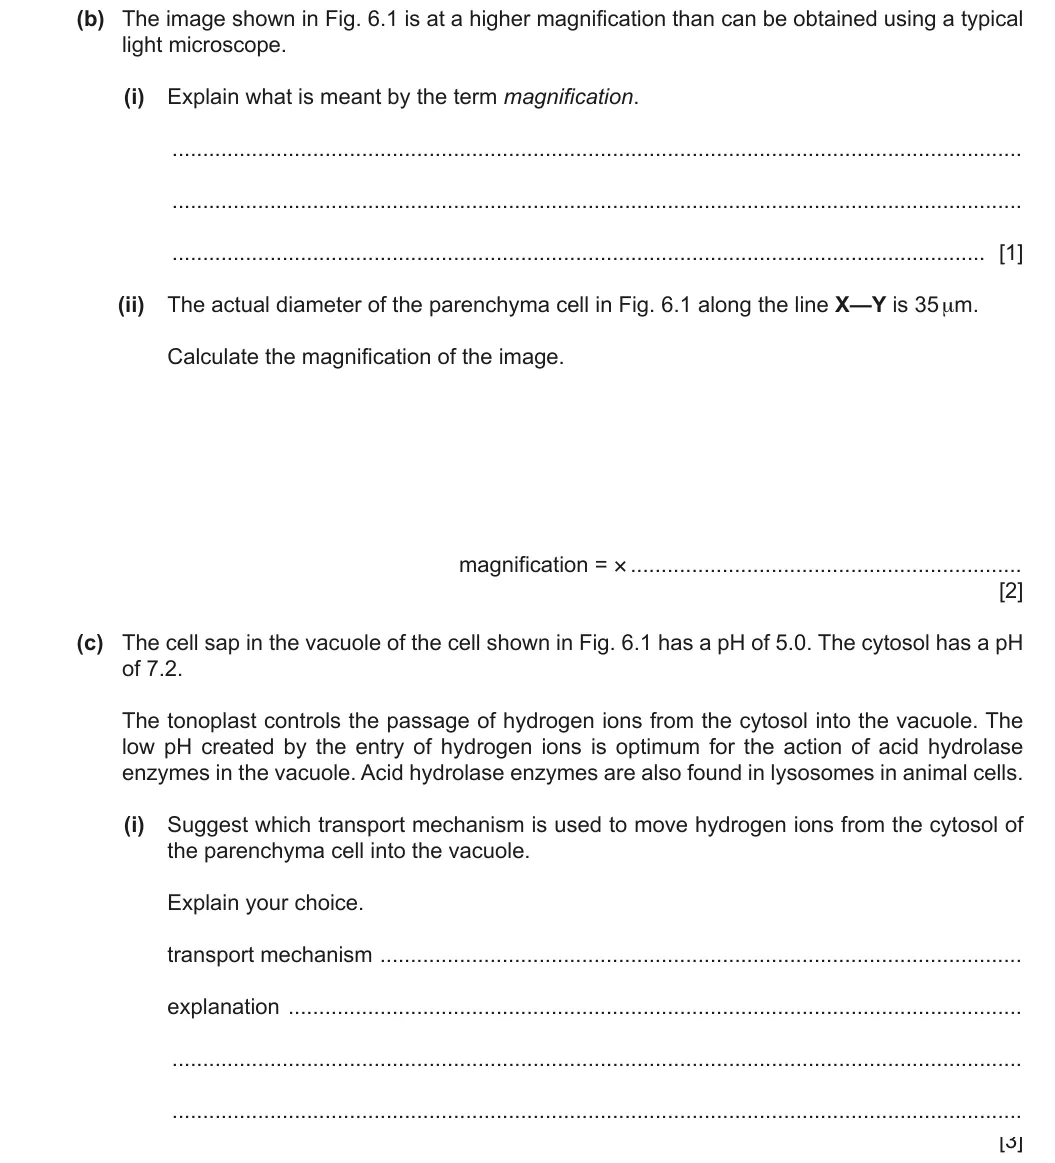 (b) The image shown in Fig. 6.1 is at a higher magnification than can be obtained using a typical
light microscope.
(i) Explain what is meant by the term magnification.
..........................................................................................................................................
..........................................................................................................................................
.................................................................................................................................... [1]
(ii) The actual diameter of the parenchyma cell in Fig. 6.1 along the line X—Y is 35 µm.
Calculate the magnification of the image.
magnification = × ................................................................
[2]
(c) The cell sap in the vacuole of the cell shown in Fig. 6.1 has a pH of 5.0. The cytosol has a pH
of 7.2.
The tonoplast controls the passage of hydrogen ions from the cytosol into the vacuole. The
low pH created by the entry of hydrogen ions is optimum for the action of acid hydrolase
enzymes in the vacuole. Acid hydrolase enzymes are also found in lysosomes in animal cells.
(i) Suggest which transport mechanism is used to move hydrogen ions from the cytosol of
the parenchyma cell into the vacuole.
Explain your choice.
transport mechanism .........................................................................................................
explanation ........................................................................................................................
..........................................................................................................................................
..........................................................................................................................................
[3]